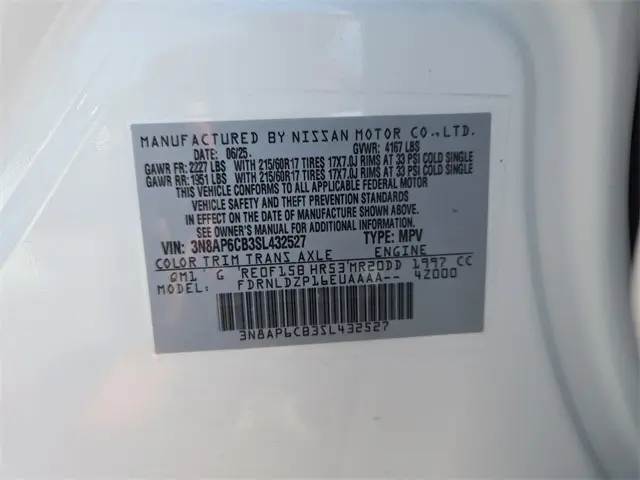 MANUFACTURED BY NISSAN MOTOR CO.,LTD.
DATE: 06/25. GVWR: 4167 LBS
GAWR FR: 2227 LBS WITH 215/60R17 TIRES 17X7.0J RIMS AT 33 PSI COLD SINGLE
GAWR RR: 1951 LBS WITH 215/60R17 TIRES 17X7.0J RIMS AT 33 PSI COLD SINGLE
THIS VEHICLE CONFORMS TO ALL APPLICABLE FEDERAL MOTOR
VEHICLE SAFETY AND THEFT PREVENTION STANDARDS
IN EFFECT ON THE DATE OF MANUFACTURE SHOWN ABOVE.
SEE OWNER'S MANUAL FOR ADDITIONAL INFORMATION.
VIN: 3N8AP6CB3SL432527 TYPE: MPV
COLOR TRIM TRANS AXLE ENGINE
QM1 G RE0F15B HR53 MR20DD 1997 CC
MODEL: FDRNLDZP16EUAAAA-- 4Z000
3N8AP6CB3SL432527